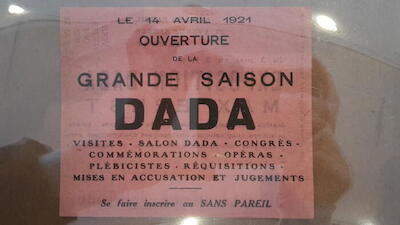 LE 14 AVRIL 1921
OUVERTURE
DE LA
GRANDE SAISON
DADA
VISITES - SALON DADA - CONGRÈS -
COMMÉMORATIONS - OPÉRAS -
PLÉBICISTES - RÉQUISITIONS -
MISES EN ACCUSATION ET JUGEMENTS
Se faire inscrire au SANS PAREIL